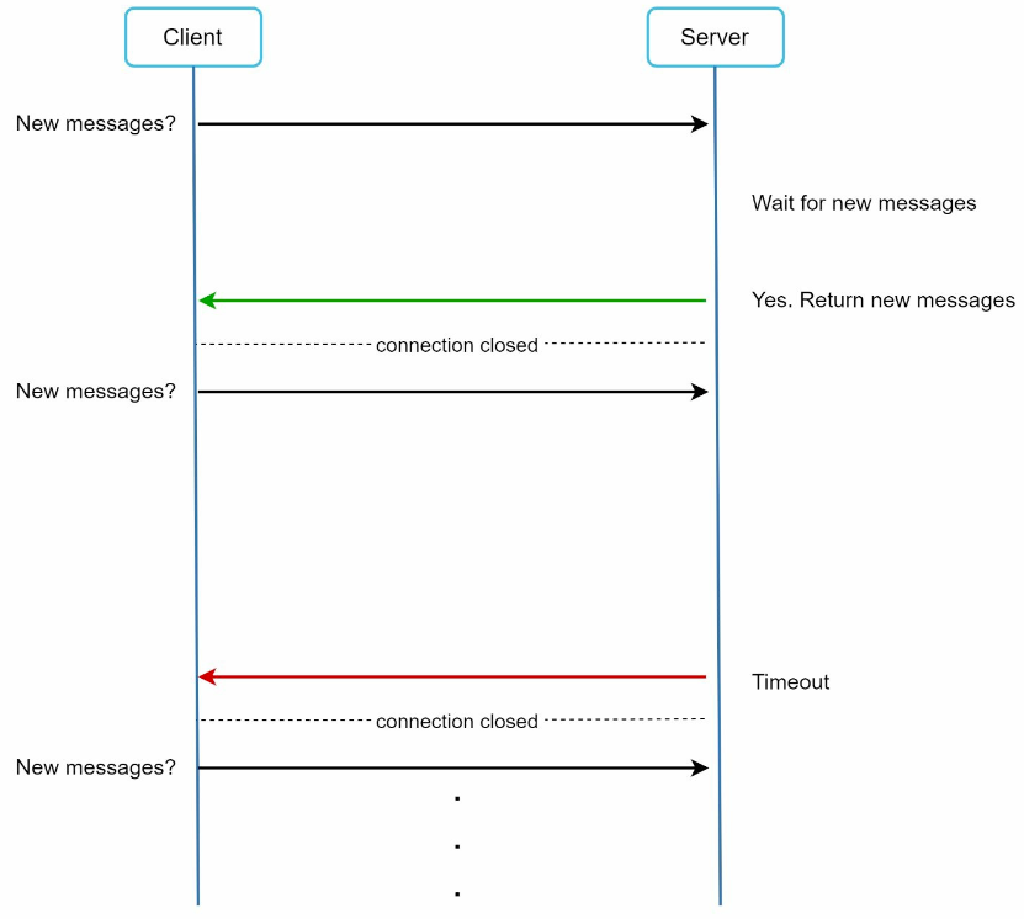 Client
Server
New messages?
Wait for new messages
Yes. Return new messages
connection closed
New messages?
Timeout
connection closed
New messages?